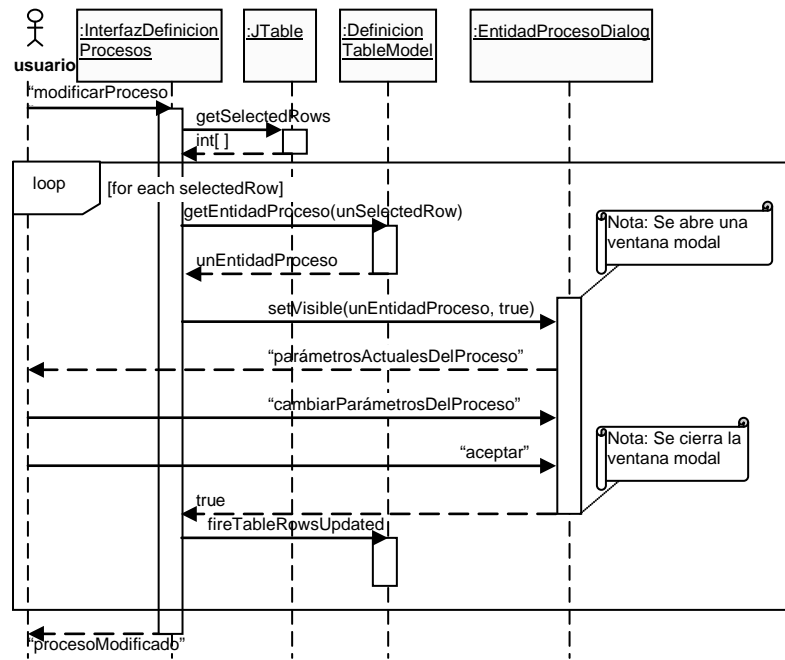 :InterfazDefinicion
Procesos
:JTable
:Definicion
TableModel
:EntidadProcesoDialog
usuario
“modificarProceso
getSelectedRows
int[ ]
loop
[for each selectedRow]
getEntidadProceso(unSelectedRow)
Nota: Se abre una
ventana modal
unEntidadProceso
setVisible(unEntidadProceso, true)
“parámetrosActualesDelProceso”
“cambiarParámetrosDelProceso”
Nota: Se cierra la
ventana modal
“aceptar”
true
fireTableRowsUpdated
“procesoModificado”